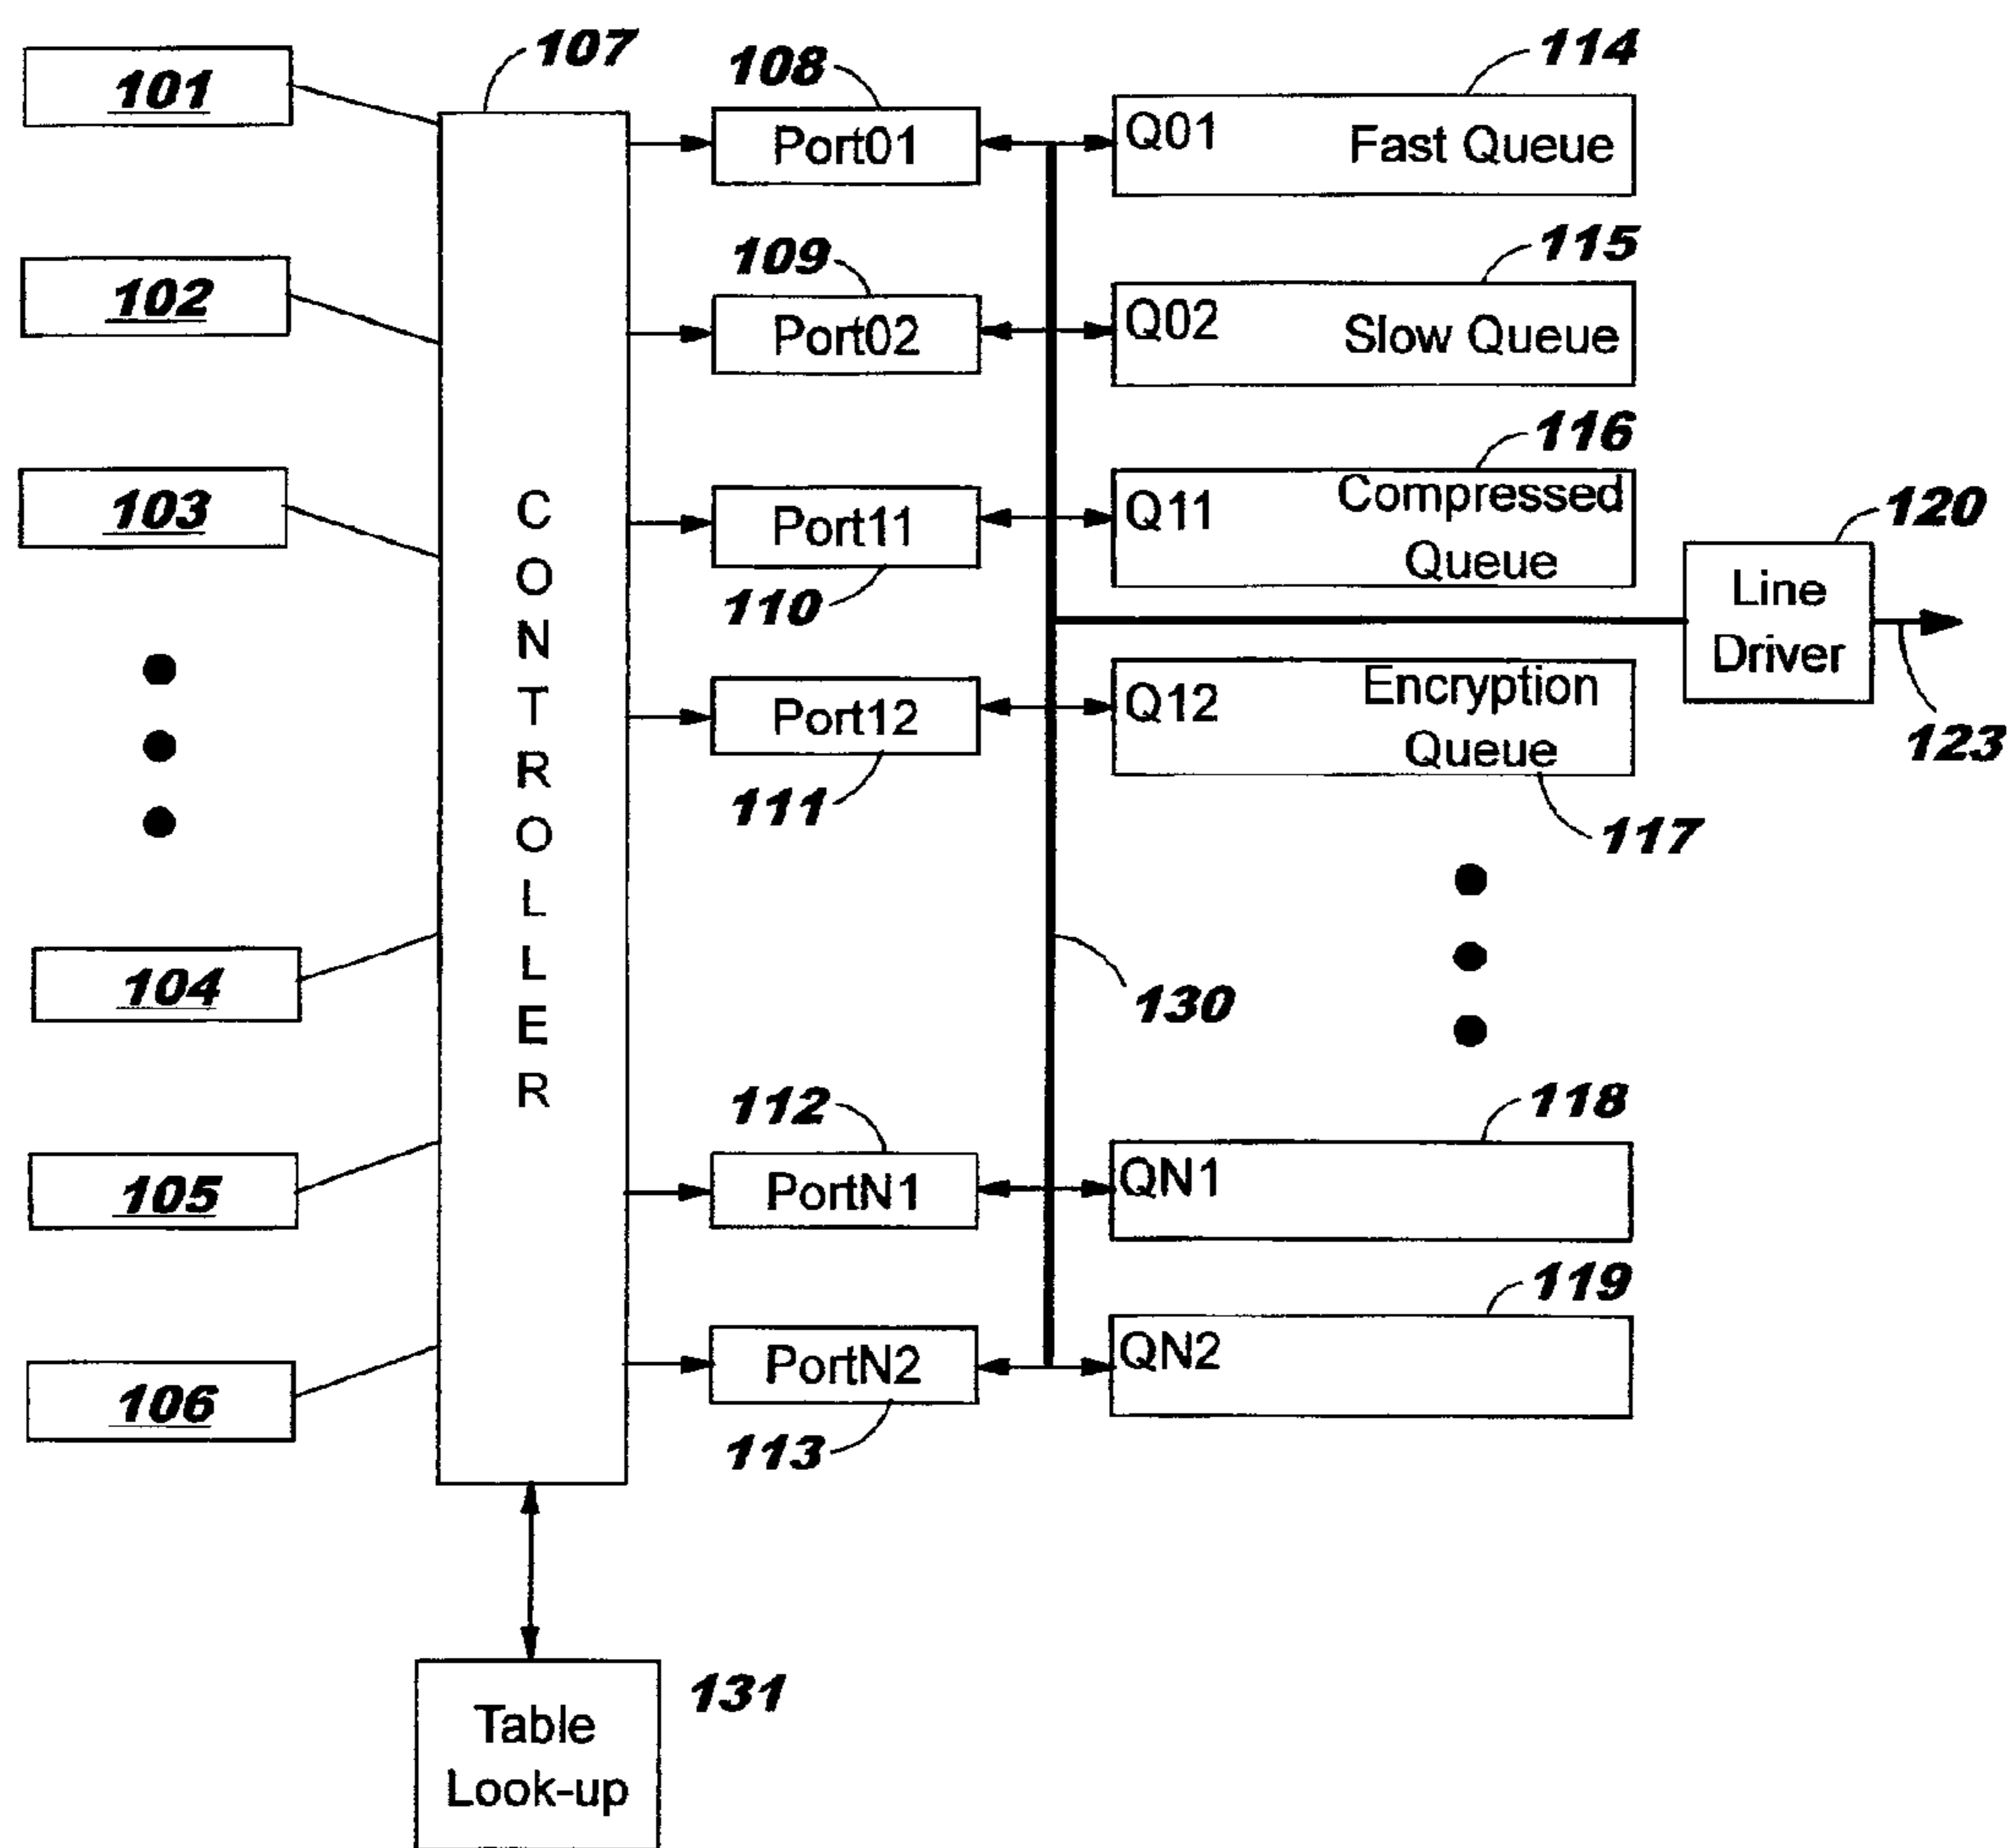 107
108
114
101
Port01
Q01
Fast Queue
109
115
102
Port02
Q02
Slow Queue
116
103
Port11
110
Q11
Compressed
Queue
120
Line
Driver
123
CONTROLLER
Port12
111
Q12
Encryption
Queue
117
104
130
112
118
105
PortN1
QN1
119
106
PortN2
113
QN2
131
Table
Look-up